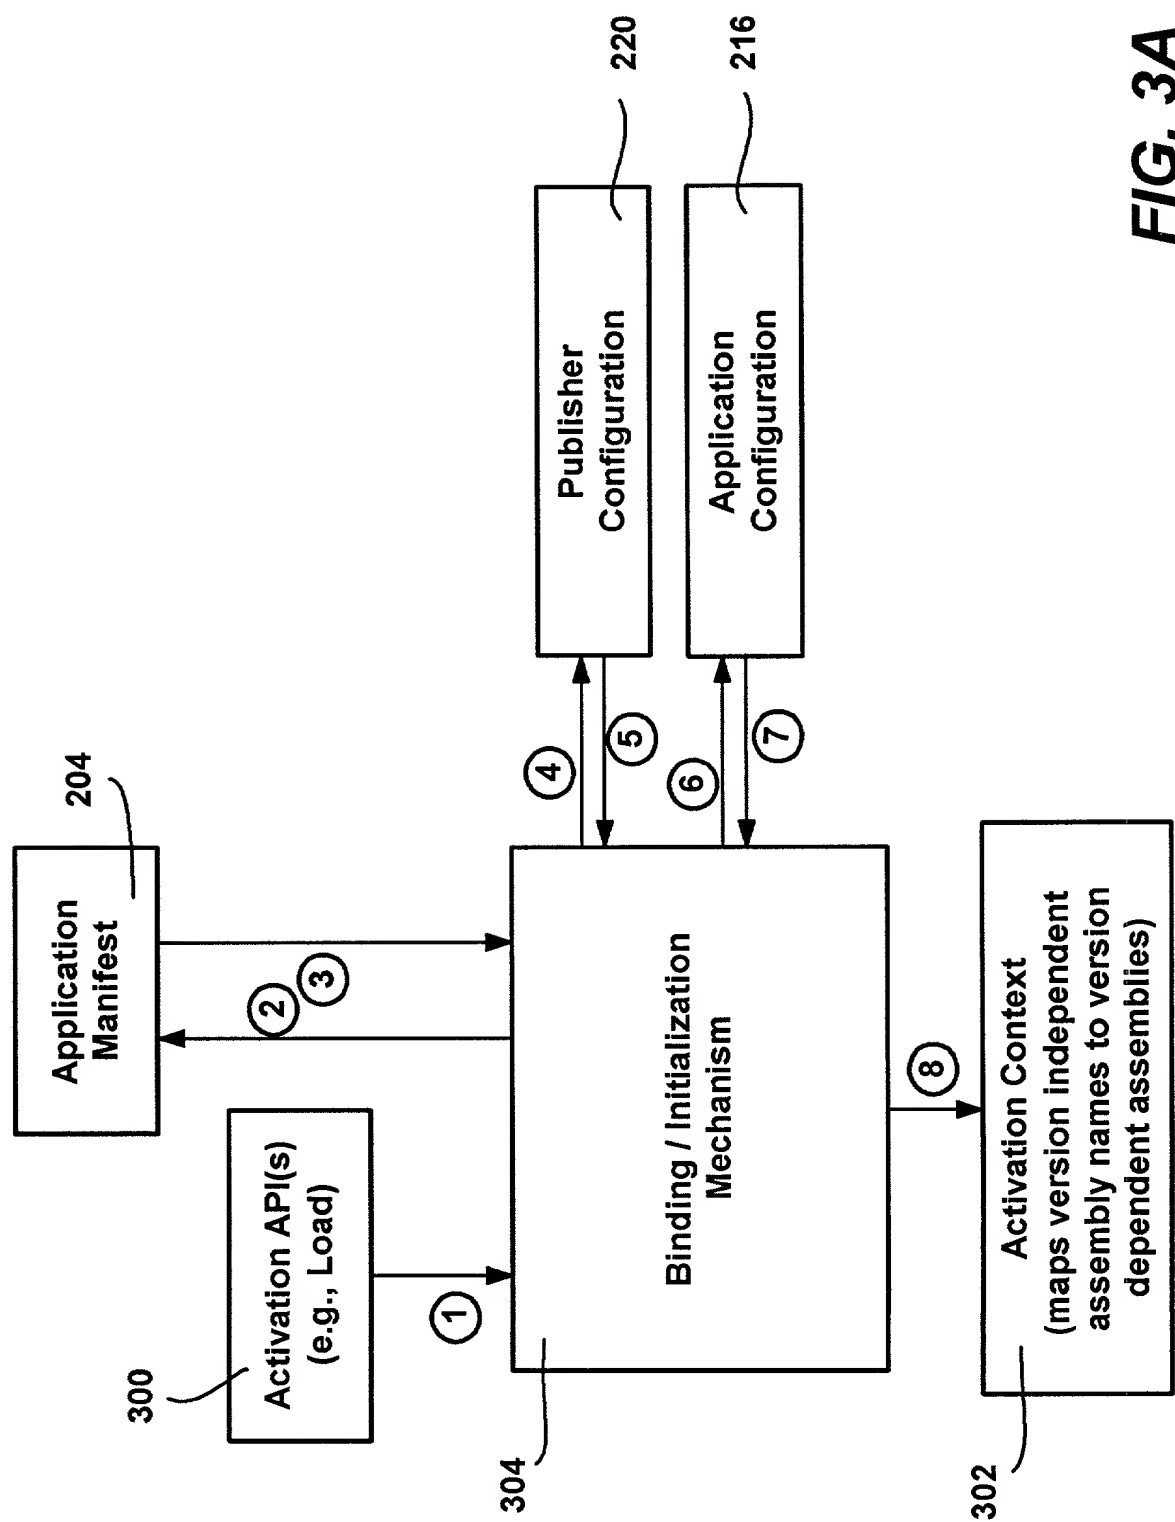 204
Application
Manifest
300
Activation API(s)
(e.g., Load)
2
3
1
304
Binding / Initialization
Mechanism
4
5
6
7
Publisher
Configuration
220
Application
Configuration
216
8
302
Activation Context
(maps version independent
assembly names to version
dependent assemblies)
FIG. 3A